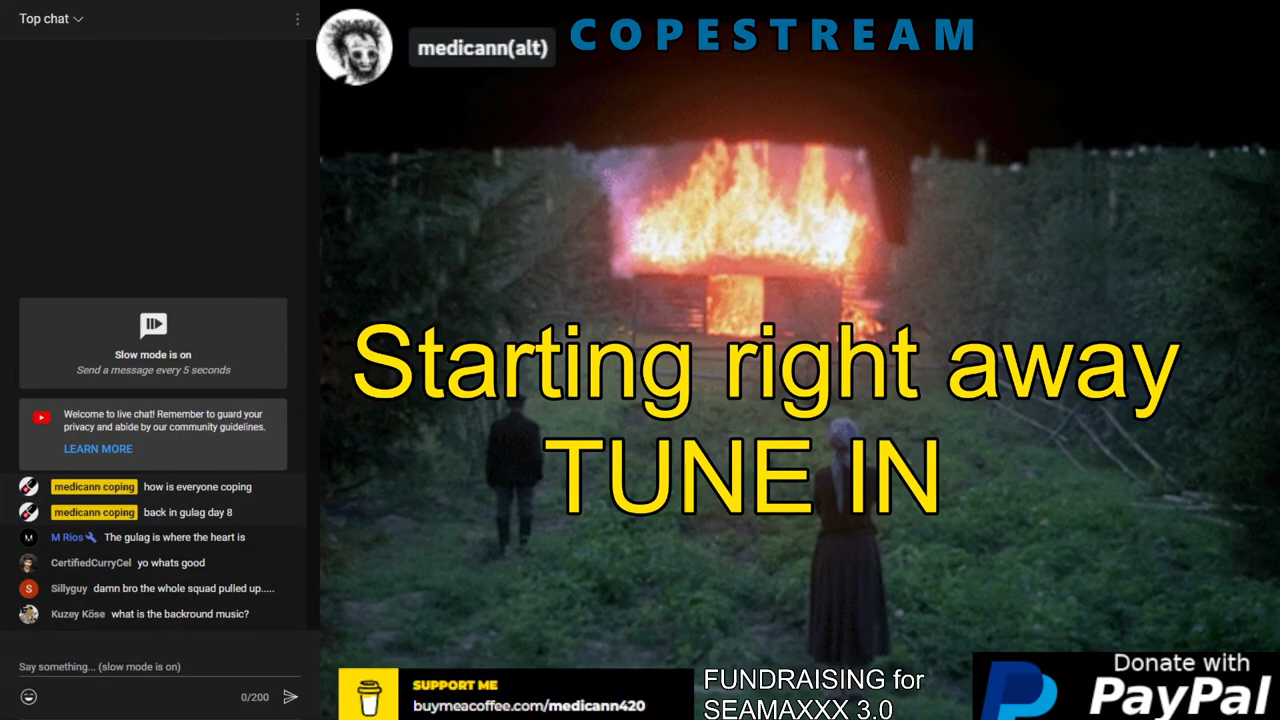 Top chat
Slow mode is on
Send a message every 5 seconds
Welcome to live chat! Remember to guard your
privacy and abide by our community guidelines.
LEARN MORE
medicann coping how is everyone coping
medicann coping back in gulag day 8
M M Rios The gulag is where the heart is
CertifiedCurryCel yo whats good
S Sillyguy damn bro the whole squad pulled up.....
Kuzey Köse what is the backround music?
Say something... (slow mode is on)
0/200
medicann(alt)
COPESTREAM
Starting right away
TUNE IN
SUPPORT ME
buymeacoffee.com/medicann420
FUNDRAISING for
SEAMAXXX 3.0
Donate with
PayPal